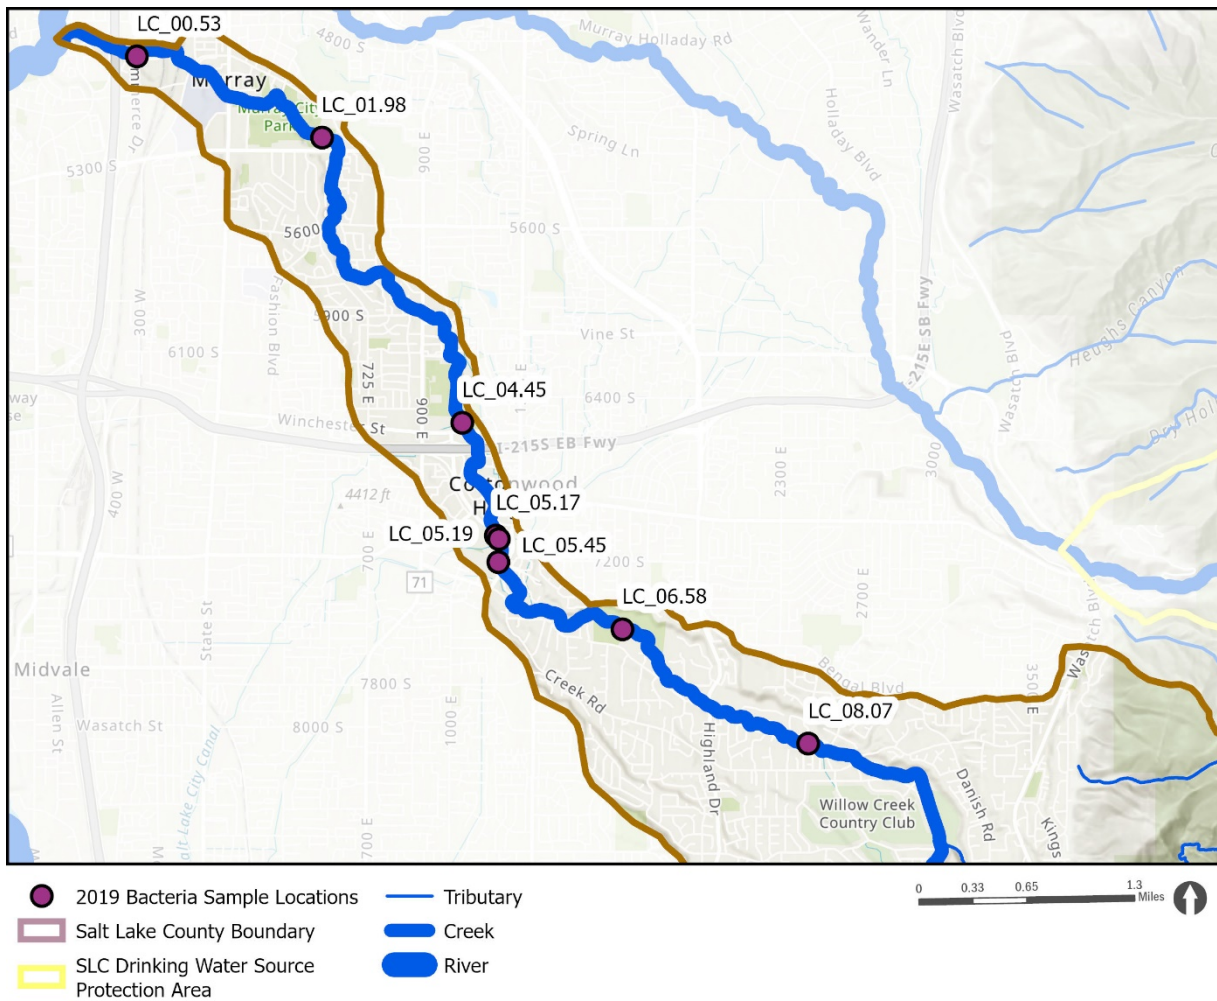 LC_00.53
4800 S
Murray Holladay Rd
Wander Ln
Wasatch Blvd
Murray
Murray City
Park
LC_01.98
Holladay Blvd
900 E
Spring Ln
5300 S
5600
5600 S
300 W
Fashion Blvd
5900 S
Vine St
6100 S
725 E
I-215E SB Fwy
Wasatch Blvd
Heughs Canyon
LC_04.45
6400 S
900 E
Winchester St
I-215S EB Fwy
400 W
4412 ft
2300 E
3000
LC_05.17
LC_05.19
LC_05.45
700 E
7200 S
71
LC_06.58
2700 E
State St
Midvale
7800 S
Creek Rd
Bengal Blvd
3500 E
Wasatch Blvd
Allen St
Wasatch St
8000 S
1000 E
LC_08.07
Highland Dr
Willow Creek
Country Club
Danish Rd
Kings
700 E
2019 Bacteria Sample Locations
Salt Lake County Boundary
SLC Drinking Water Source
Protection Area
Tributary
Creek
River
0 0.33 0.65 1.3
Miles